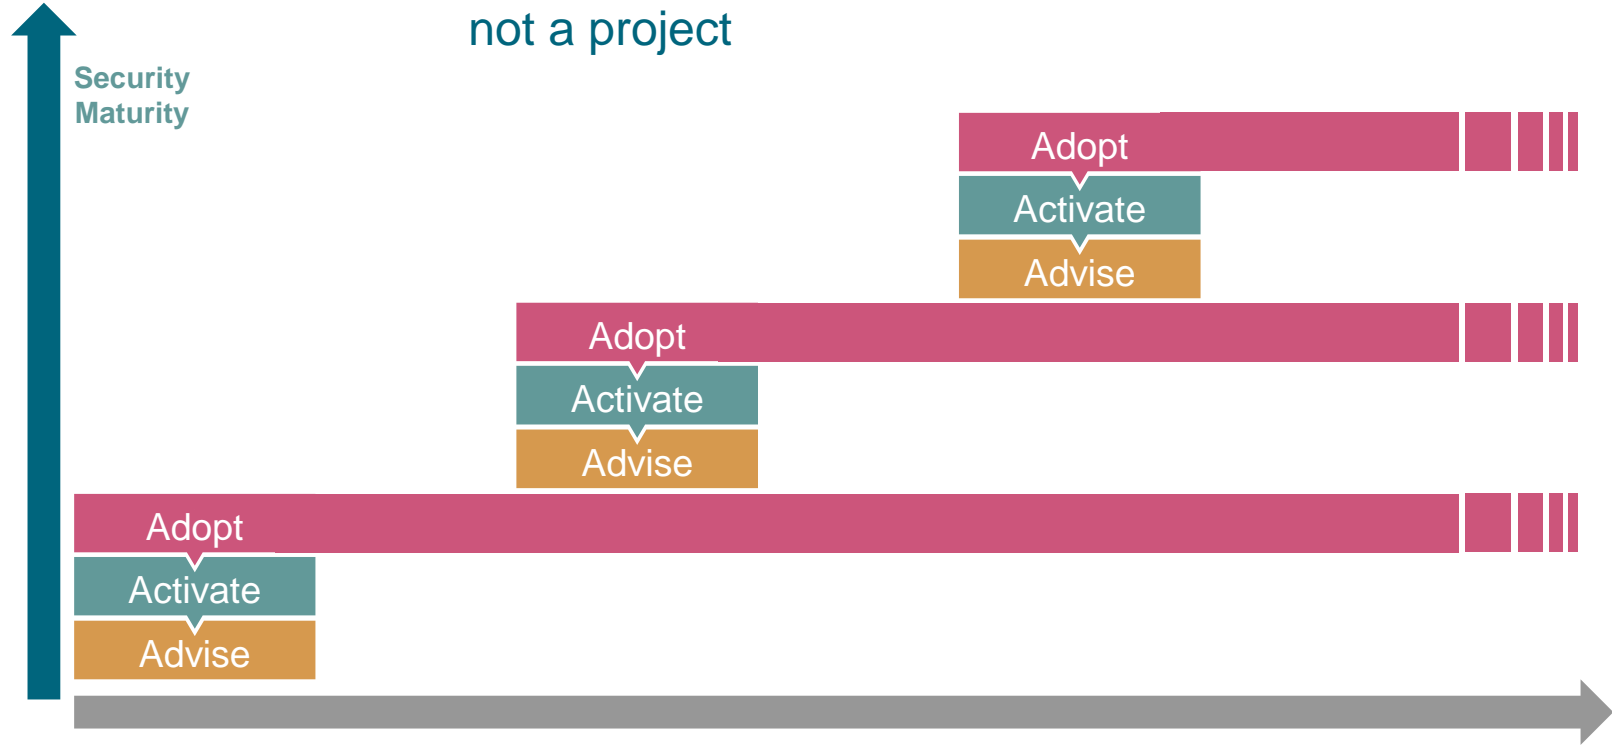 not a project
Security
Maturity
Adopt
Activate
Advise
Adopt
Activate
Advise
Adopt
Activate
Advise